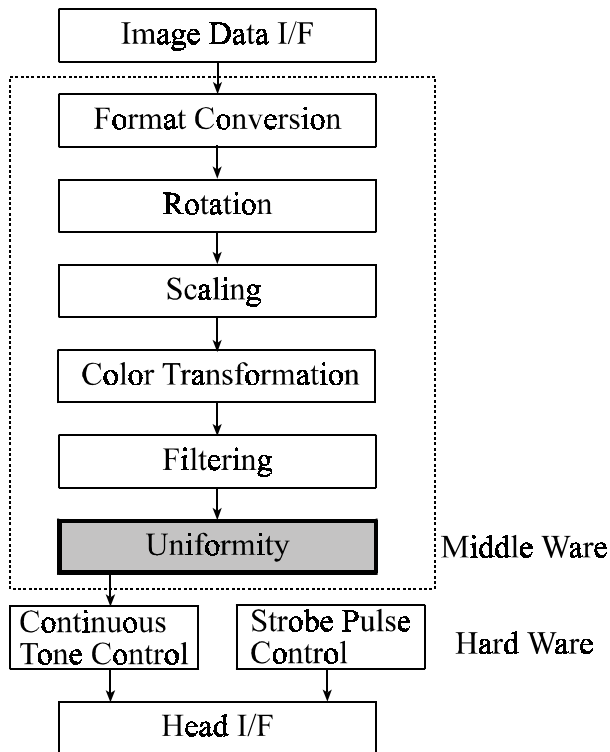 Image Data I/F
Format Conversion
Rotation
Scaling
Color Transformation
Filtering
Uniformity
Middle Ware
Continuous
Tone Control
Strobe Pulse
Control
Hard Ware
Head I/F